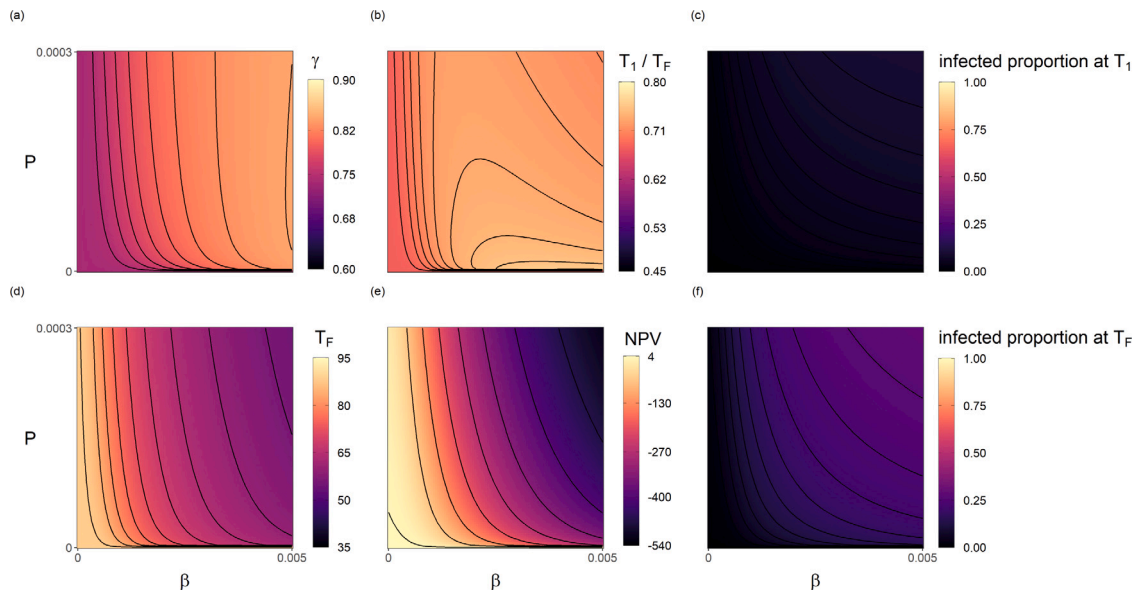 (a)
(b)
(c)
0.0003
P
0
γ
0.90
0.82
0.75
0.68
0.60
T1 / TF
0.80
0.71
0.62
0.54
0.45
infected proportion at T1
1.00
0.75
0.50
0.25
0.00
(d)
(e)
(f)
0.0003
P
0
0
0.005
β
TF
95
80
65
50
35
0
0.005
β
NPV
4
-130
-270
-400
-540
0
0.005
β
infected proportion at TF
1.00
0.75
0.50
0.25
0.00